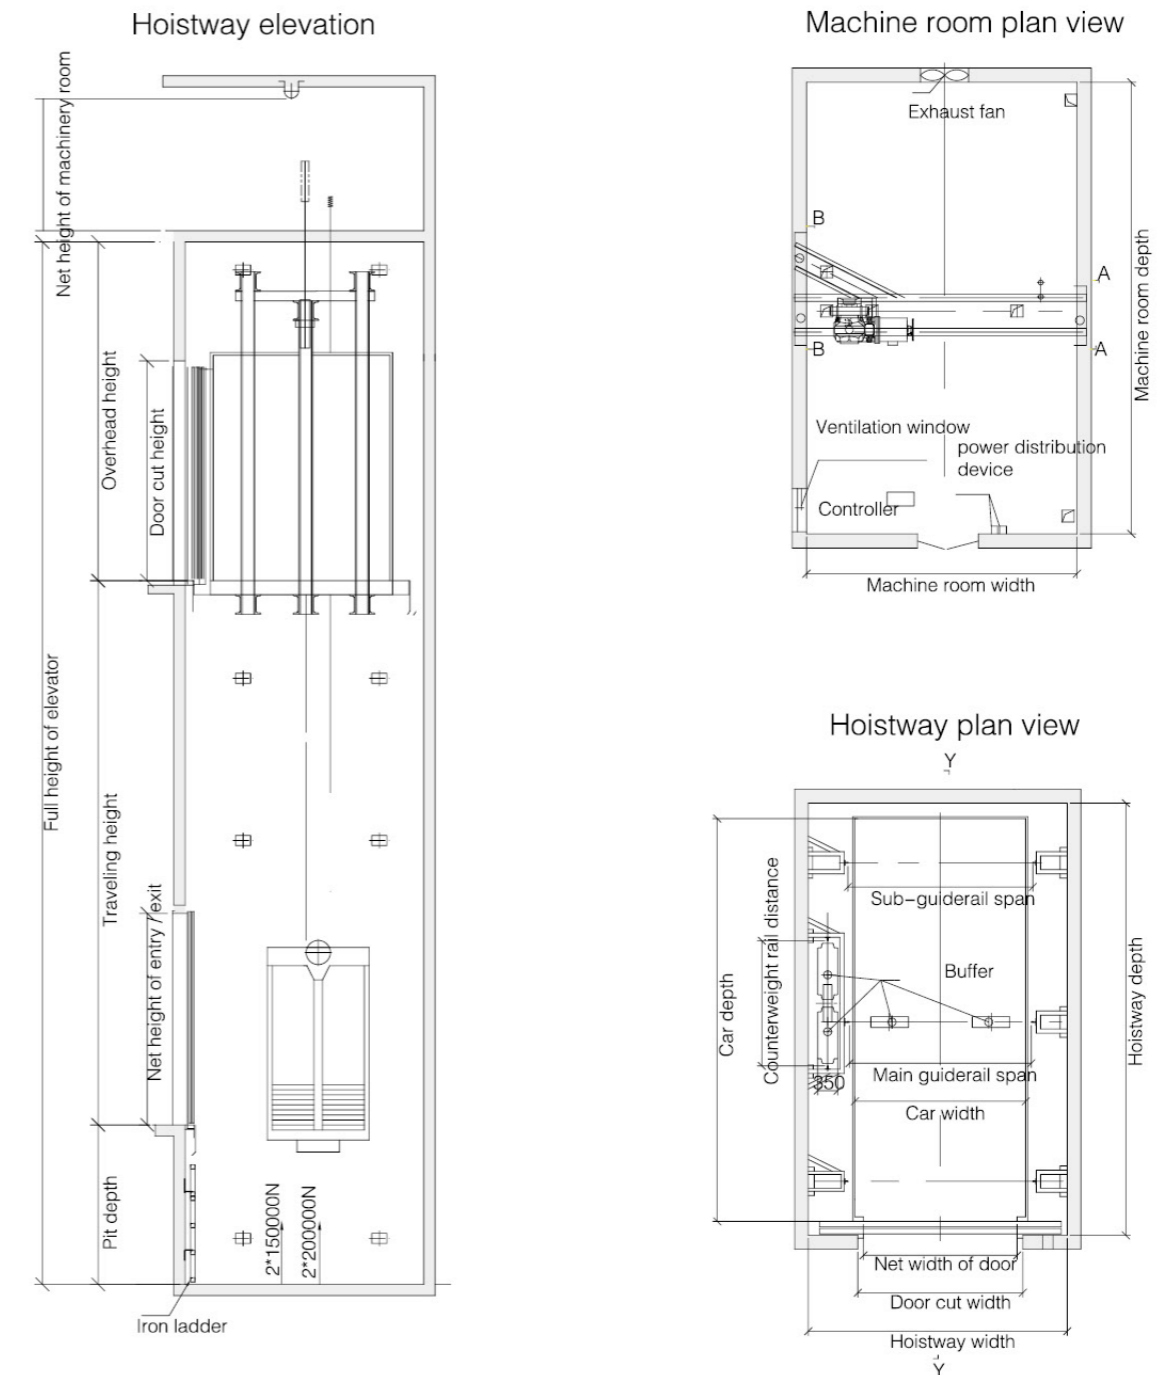 Hoistway elevation
Net height of machinery room
Overhead height
Door cut height
Full height of elevator
Traveling height
Net height of entry / exit
Pit depth
2*150000N
2*200000N
Iron ladder
Machine room plan view
Exhaust fan
B
A
B
A
Machine room depth
Ventilation window
power distribution
device
Controller
Machine room width
Hoistway plan view
Y
Sub-guiderail span
Counterweight rail distance
Car depth
Buffer
Hoistway depth
Main guiderail span
350
Car width
Net width of door
Door cut width
Hoistway width
Y